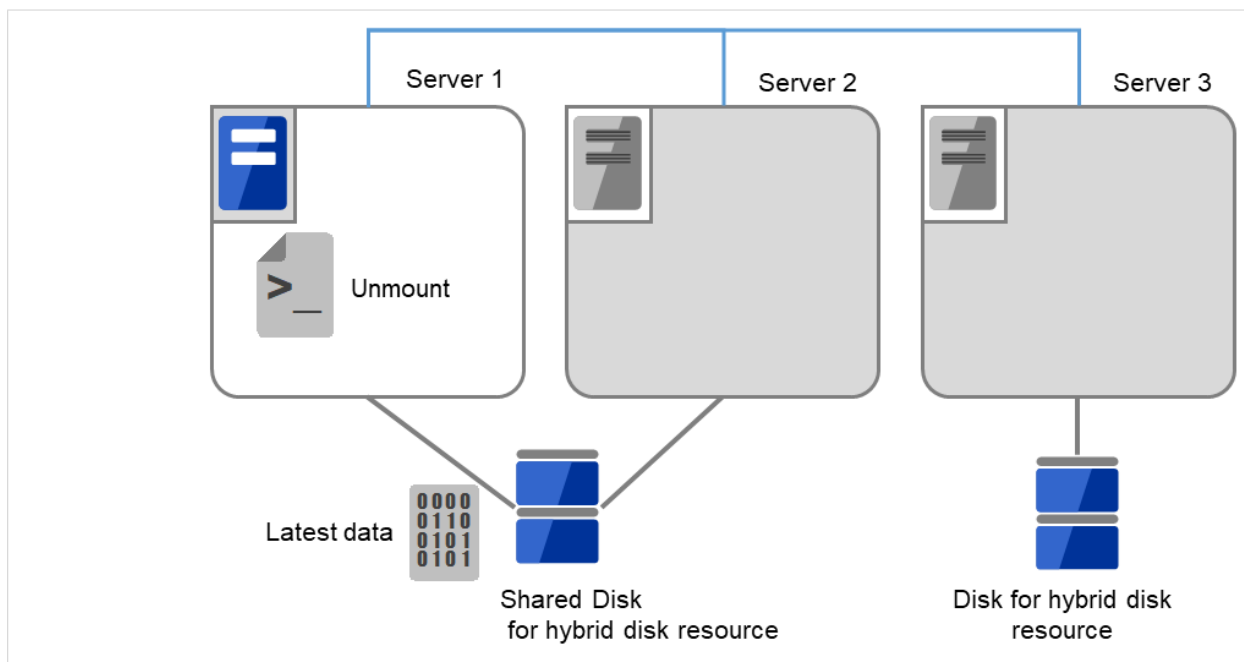 Server 1
Server 2
Server 3
>_
Unmount
Latest data
0000
0110
0101
0101
Shared Disk
for hybrid disk resource
Disk for hybrid disk
resource